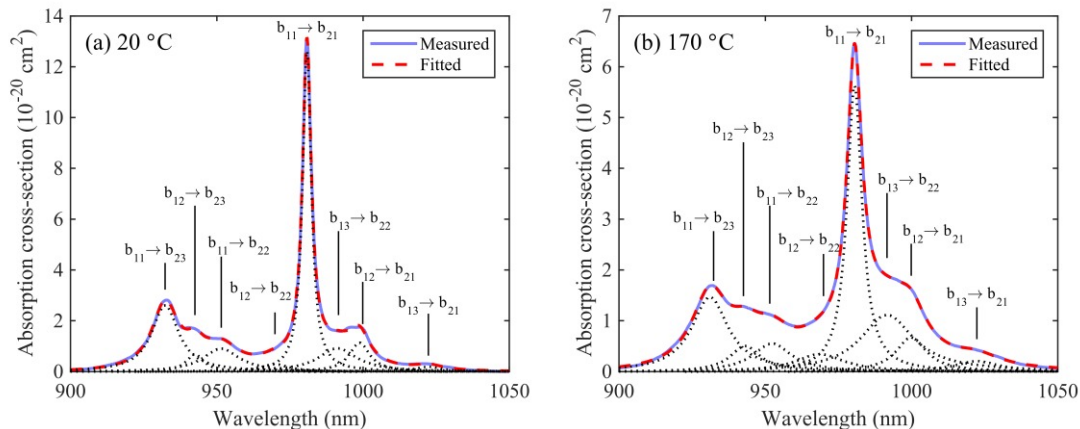 (a) 20 °C
b₁₁→ b₂₁
Measured
Fitted
b₁₂→ b₂₃
b₁₁→ b₂₃
b₁₁→ b₂₂
b₁₂→ b₂₂
b₁₃→ b₂₂
b₁₂→ b₂₁
b₁₃→ b₂₁
14
12
10
8
6
4
2
0
900
950
1000
1050
Wavelength (nm)
Absorption cross-section (10⁻²⁰ cm²)
(b) 170 °C
b₁₁→ b₂₁
Measured
Fitted
b₁₂→ b₂₃
b₁₁→ b₂₂
b₁₁→ b₂₃
b₁₂→ b₂₂
b₁₃→ b₂₂
b₁₂→ b₂₁
b₁₃→ b₂₁
7
6
5
4
3
2
1
0
900
950
1000
1050
Wavelength (nm)
Absorption cross-section (10⁻²⁰ cm²)